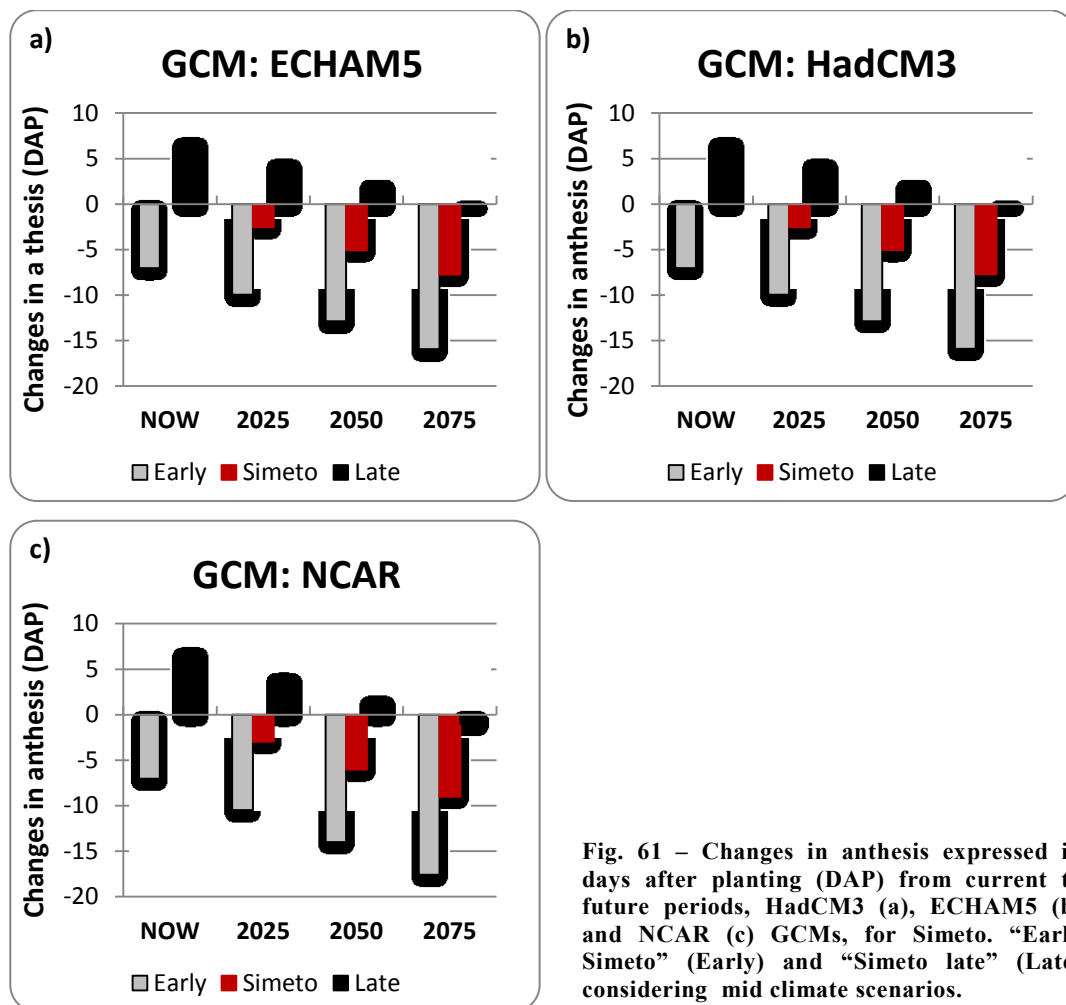 a)
GCM: ECHAM5
Changes in a thesis (DAP)
10
5
0
-5
-10
-15
-20
NOW 2025 2050 2075
Early Simeto Late
b)
GCM: HadCM3
Changes in anthesis (DAP)
10
5
0
-5
-10
-15
-20
NOW 2025 2050 2075
Early Simeto Late
c)
GCM: NCAR
Changes in anthesis (DAP)
10
5
0
-5
-10
-15
-20
NOW 2025 2050 2075
Early Simeto Late
Fig. 61 – Changes in anthesis expressed i
days after planting (DAP) from current t
future periods, HadCM3 (a), ECHAM5 (b
and NCAR (c) GCMs, for Simeto. “Earl
Simeto” (Early) and “Simeto late” (Late
considering mid climate scenarios.